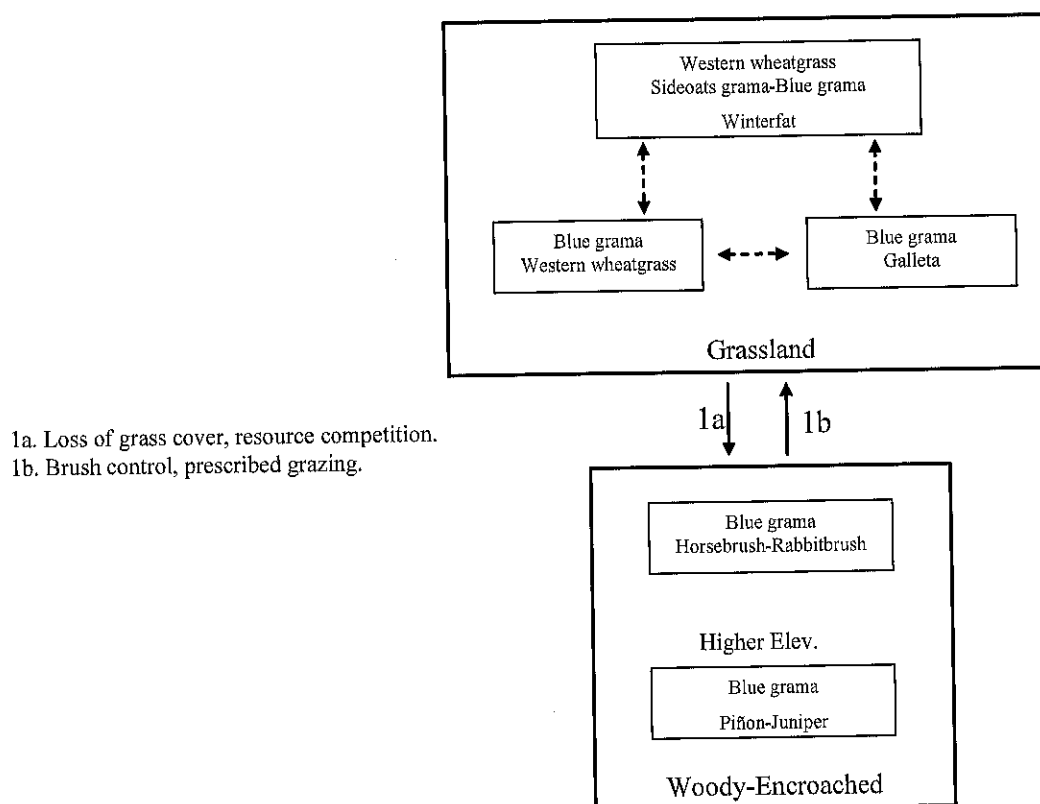 Western wheatgrass
Sideoats grama-Blue grama
Winterfat
Blue grama
Western wheatgrass
Blue grama
Galleta
Grassland
1a
1b
1a. Loss of grass cover, resource competition.
1b. Brush control, prescribed grazing.
Blue grama
Horsebrush-Rabbitbrush
Higher Elev.
Blue grama
Piñon-Juniper
Woody-Encroached